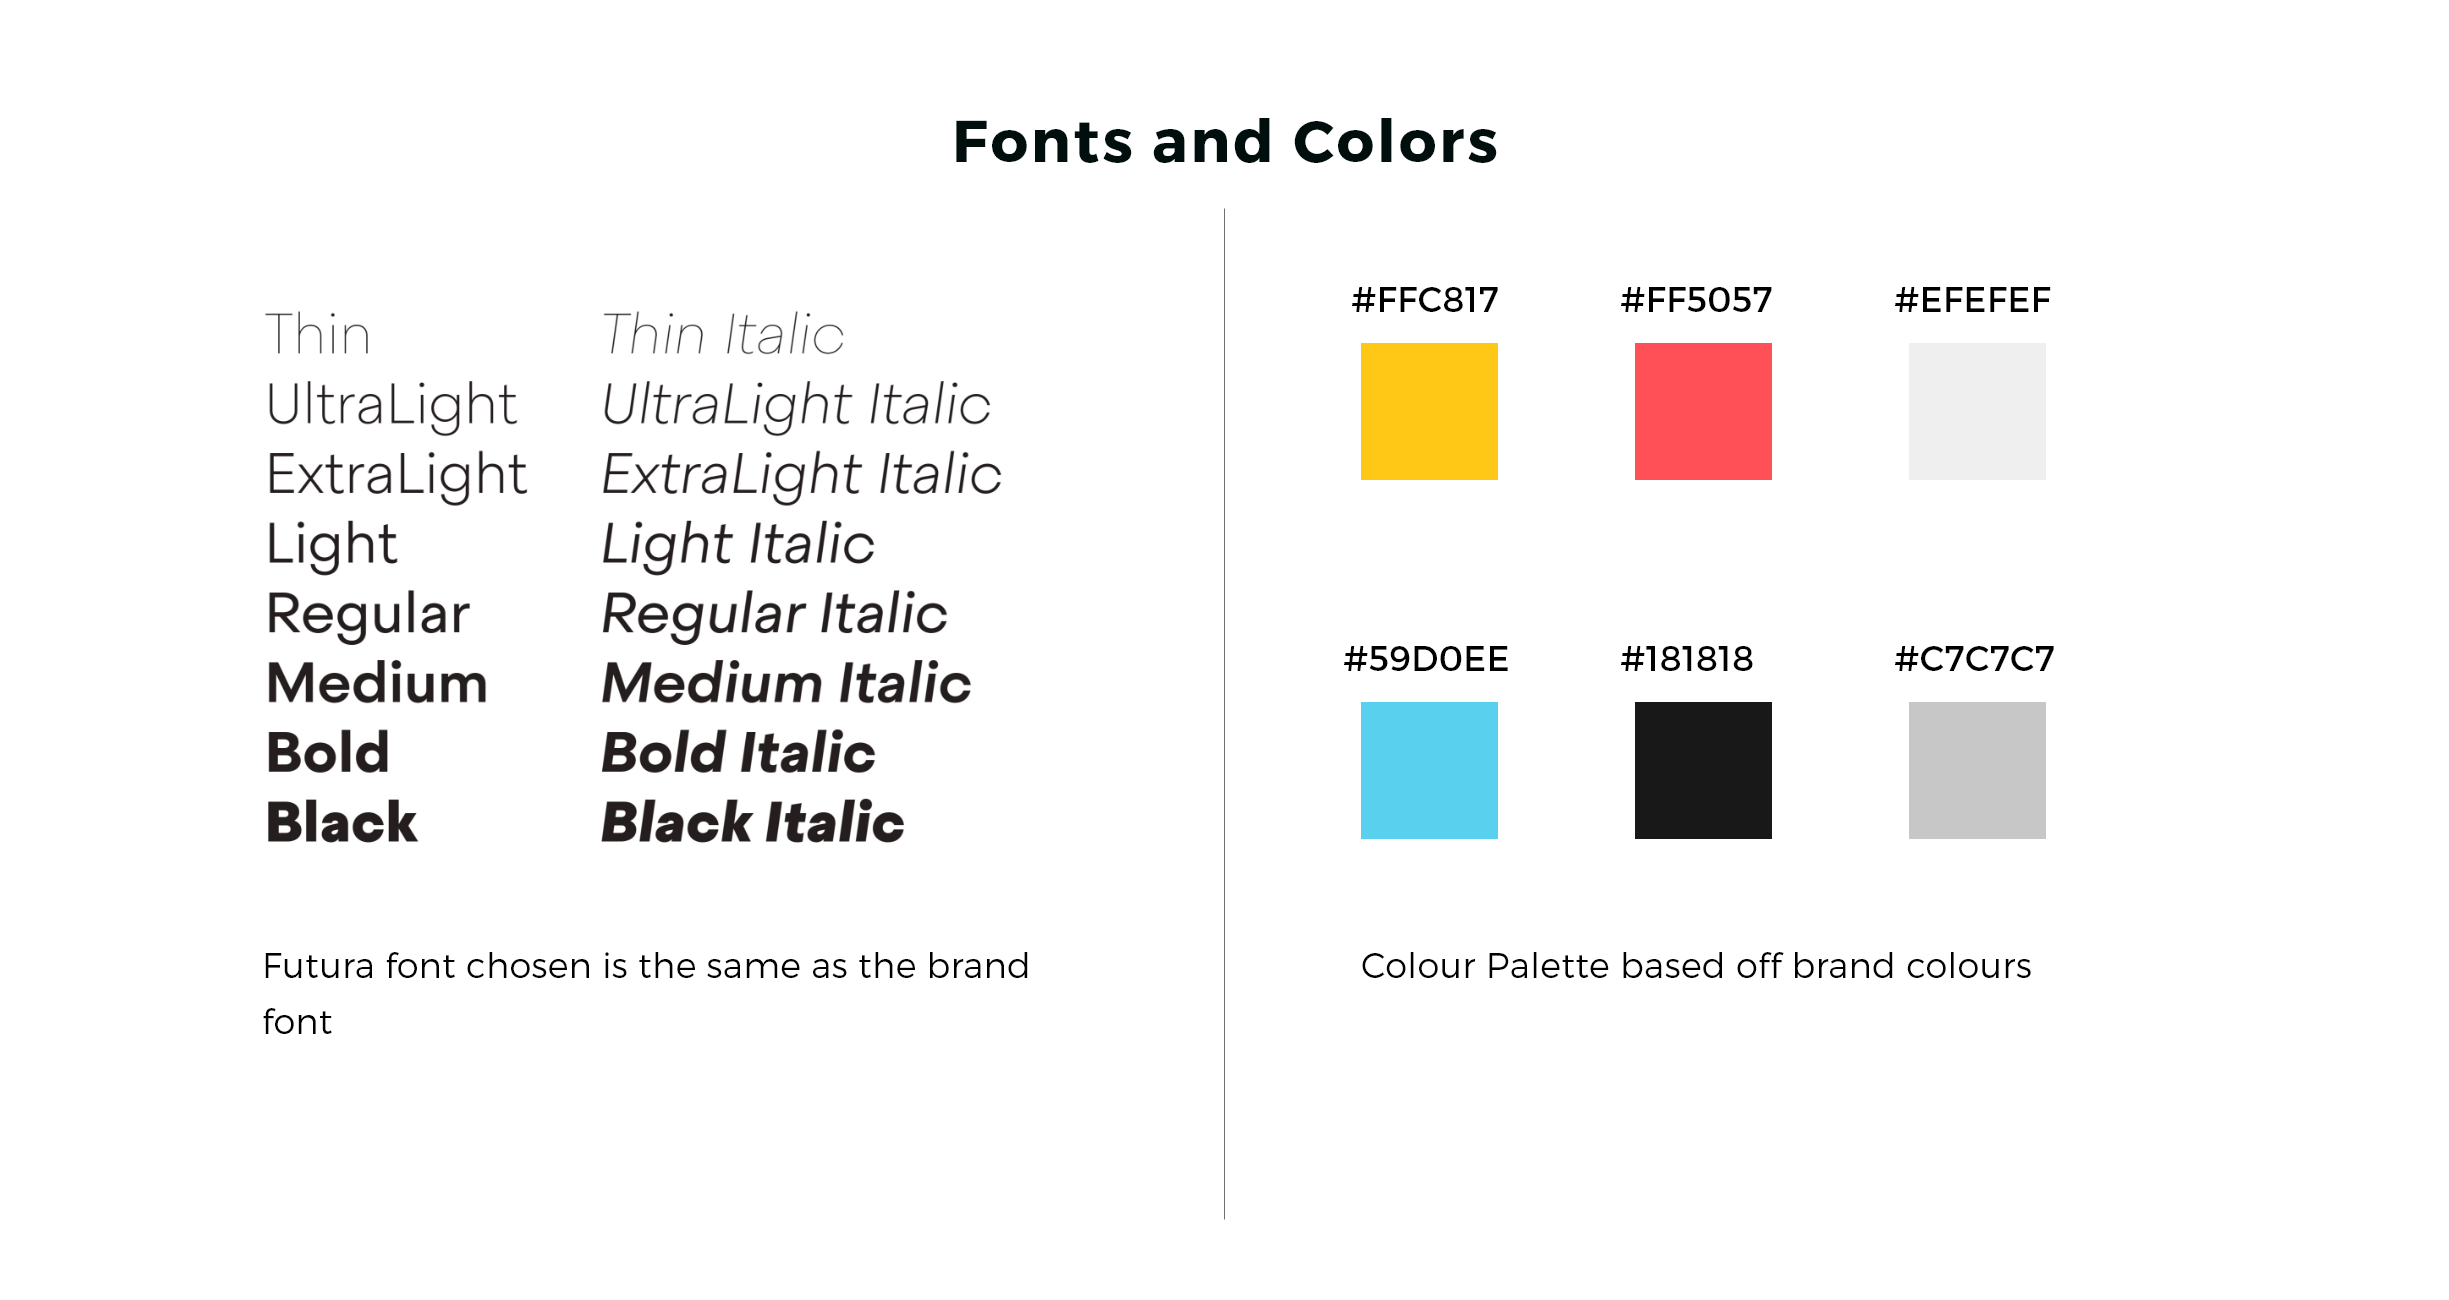 Fonts and Colors
Thin
UltraLight
ExtraLight
Light
Regular
Medium
Bold
Black
Thin Italic
UltraLight Italic
ExtraLight Italic
Light Italic
Regular Italic
Medium Italic
Bold Italic
Black Italic
Futura font chosen is the same as the brand
font
#FFC817
#FF5057
#EFEFEF
#59D0EE
#181818
#C7C7C7
Colour Palette based off brand colours